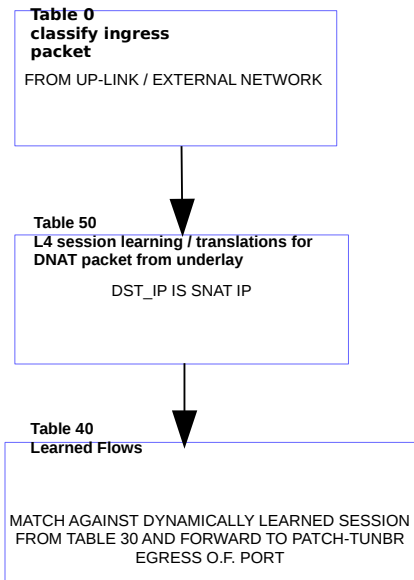 Table 0
classify ingress
packet
FROM UP-LINK / EXTERNAL NETWORK
Table 50
L4 session learning / translations for
DNAT packet from underlay
DST_IP IS SNAT IP
Table 40
Learned Flows
MATCH AGAINST DYNAMICALLY LEARNED SESSION
FROM TABLE 30 AND FORWARD TO PATCH-TUNBR
EGRESS O.F. PORT